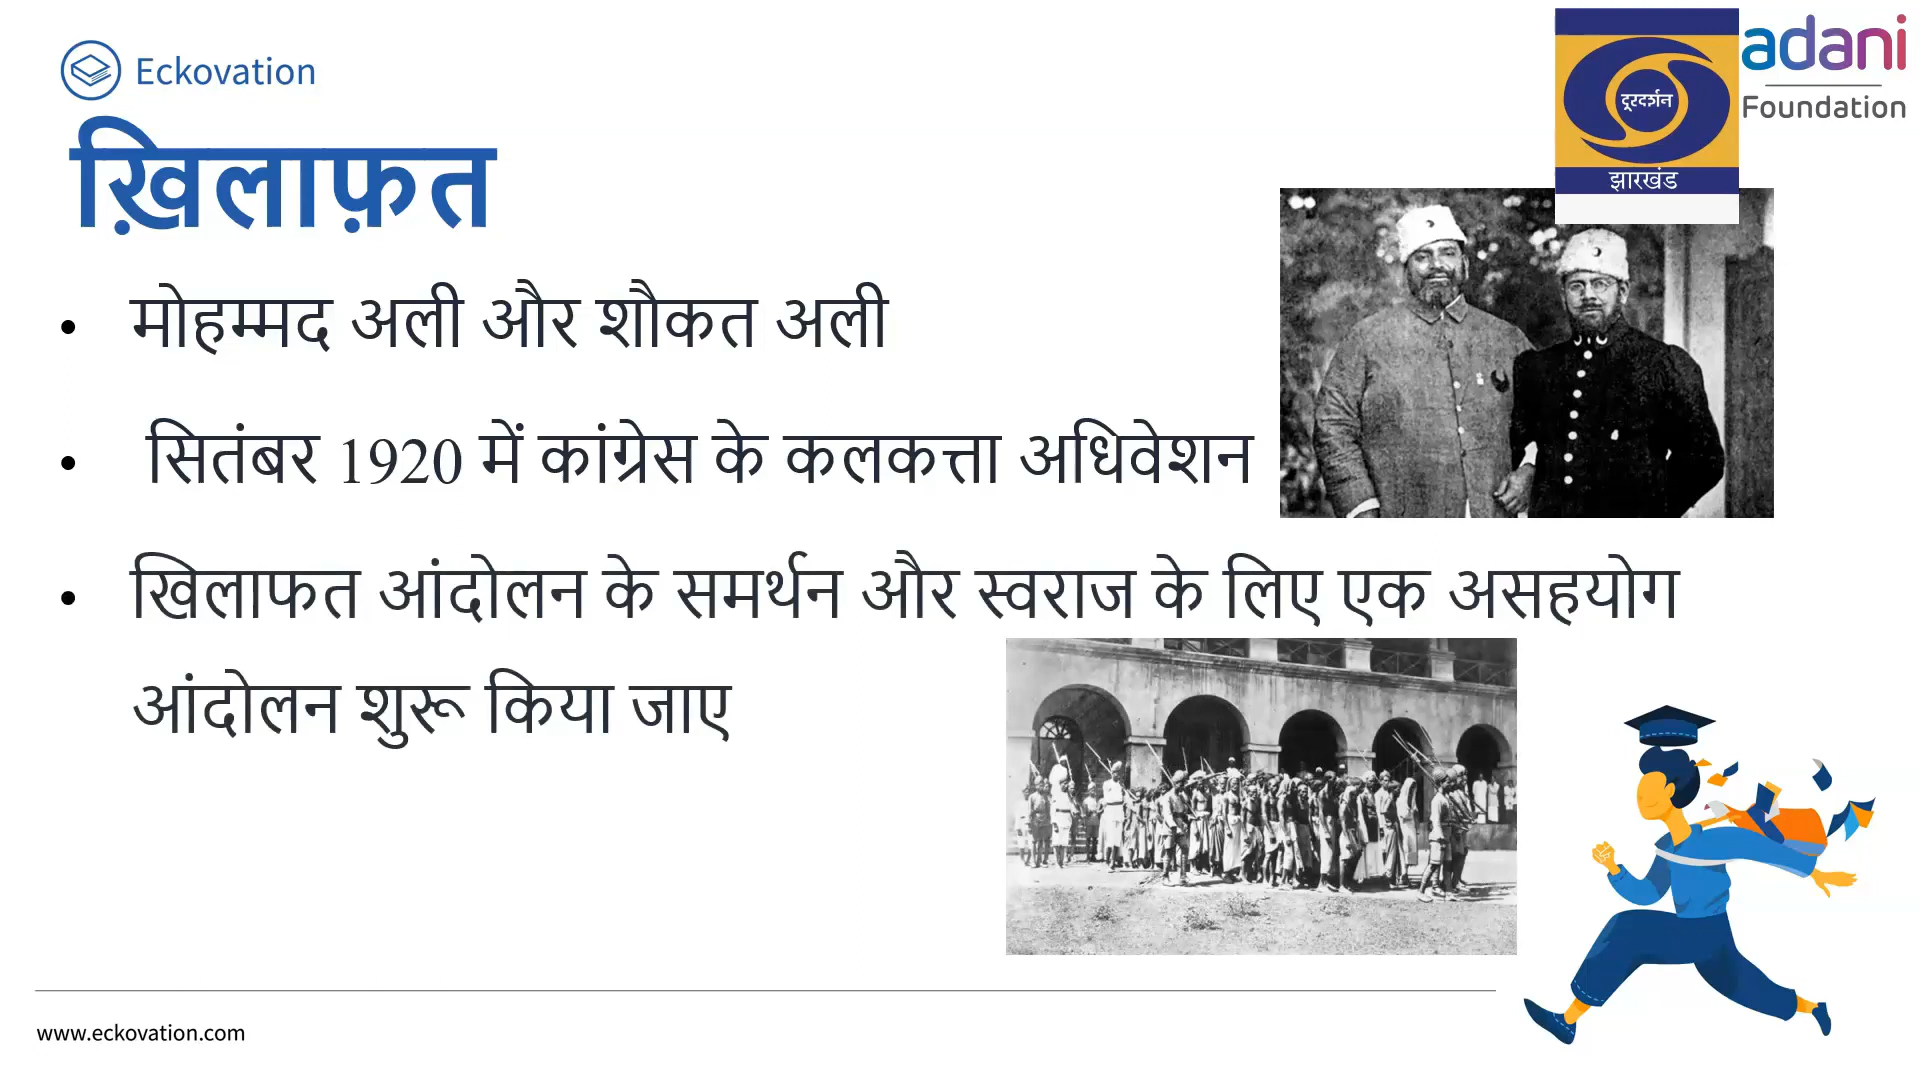 Eckovation
दूरदर्शन
झारखंड
adani
Foundation
ख़िलाफ़त
• मोहम्मद अली और शौकत अली
• सितंबर 1920 में कांग्रेस के कलकत्ता अधिवेशन
• खिलाफत आंदोलन के समर्थन और स्वराज के लिए एक असहयोग
आंदोलन शुरू किया जाए
www.eckovation.com